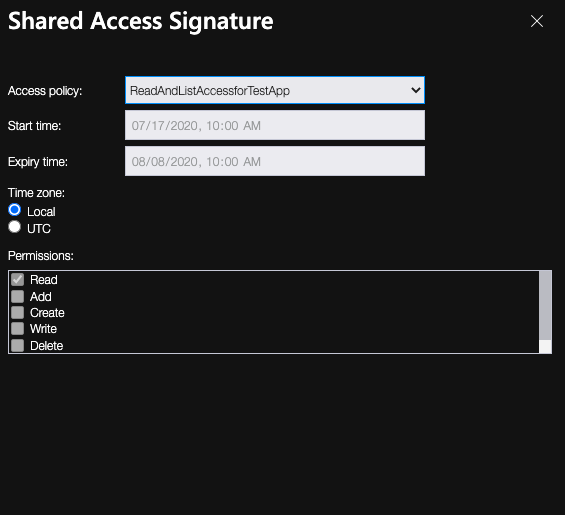 Shared Access Signature
Access policy: ReadAndListAccessforTestApp
Start time: 07/17/2020, 10:00 AM
Expiry time: 08/08/2020, 10:00 AM
Time zone:
Local
UTC
Permissions:
Read
Add
Create
Write
Delete